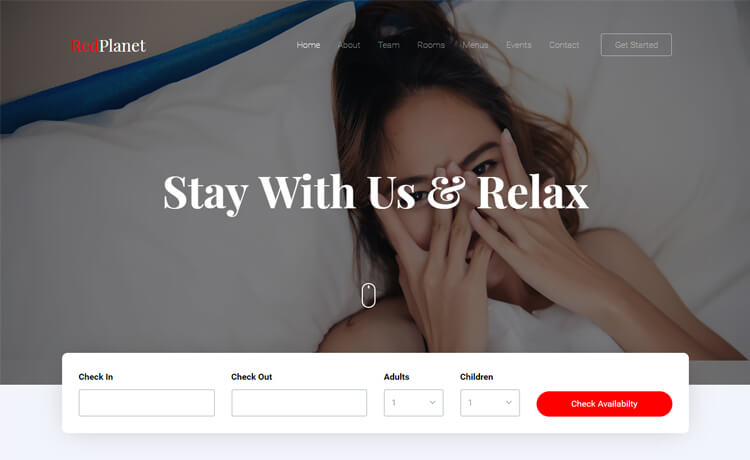 RedPlanet
Home About Team Rooms Menus Events Contact Get Started
Stay With Us & Relax
Check In Check Out Adults Children
1 1 Check Availabilty